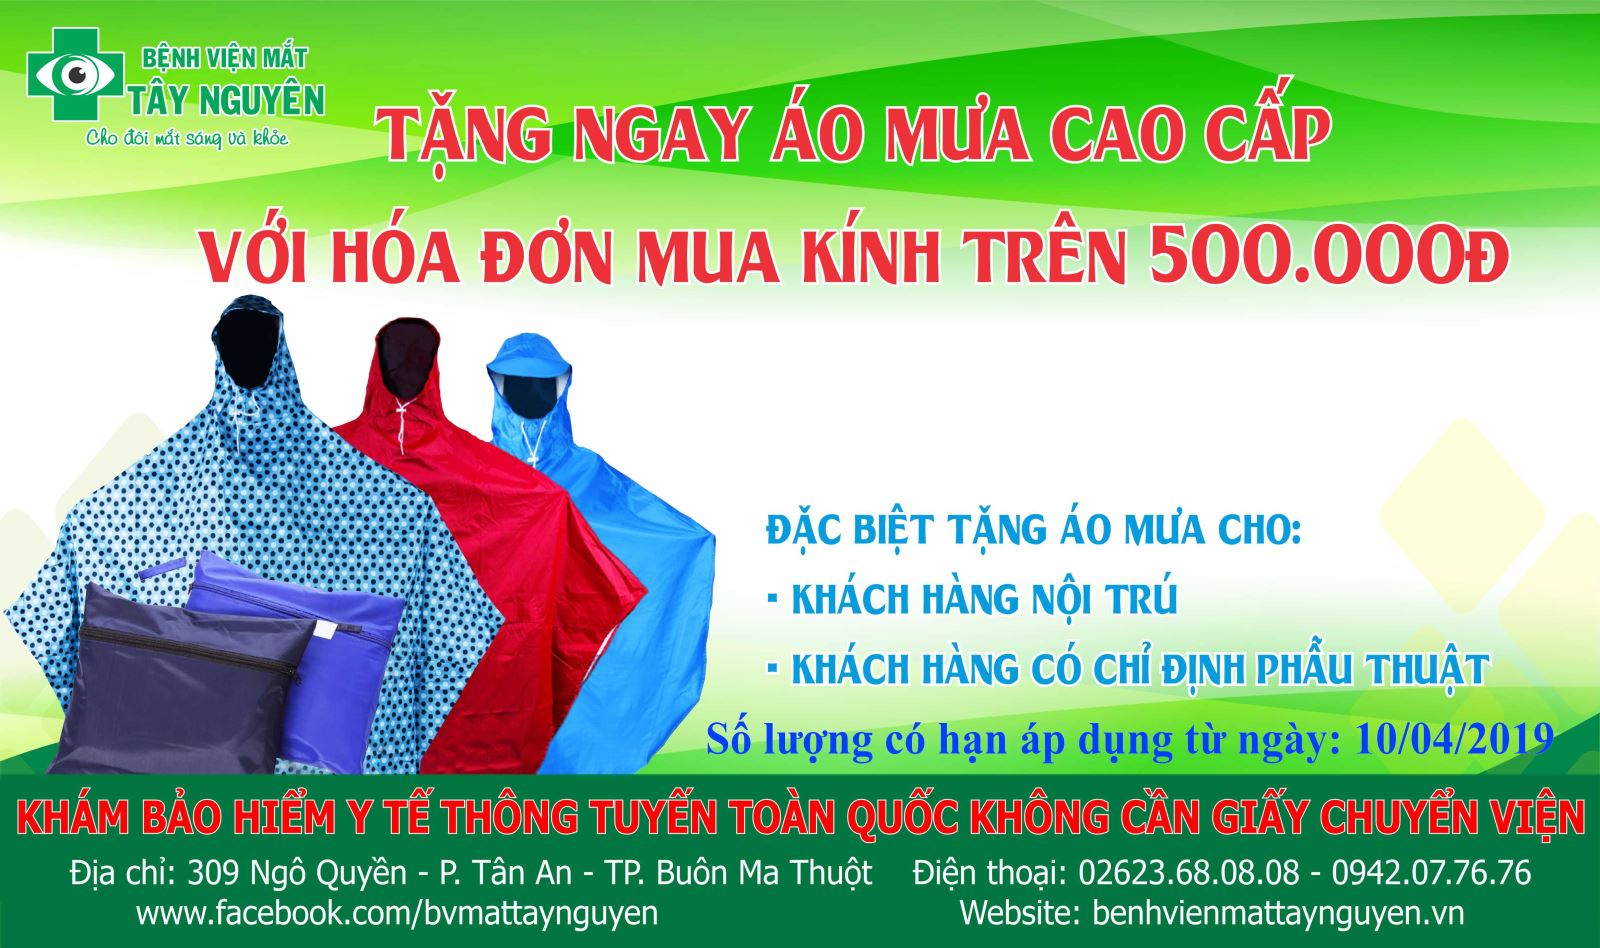 BỆNH VIỆN MẮT
TÂY NGUYÊN
Cho đôi mắt sáng và khỏe
TẶNG NGAY ÁO MƯA CAO CẤP
VỚI HÓA ĐƠN MUA KÍNH TRÊN 500.000Đ
ĐẶC BIỆT TẶNG ÁO MƯA CHO:
- KHÁCH HÀNG NỘI TRÚ
- KHÁCH HÀNG CÓ CHỈ ĐỊNH PHẪU THUẬT
Số lượng có hạn áp dụng từ ngày: 10/04/2019
KHÁM BẢO HIỂM Y TẾ THÔNG TUYẾN TOÀN QUỐC KHÔNG CẦN GIẤY CHUYỂN VIỆN
Địa chỉ: 309 Ngô Quyền - P. Tân An - TP. Buôn Ma Thuột
Điện thoại: 02623.68.08.08 - 0942.07.76.76
www.facebook.com/bvmattaynguyen
Website: benhvienmattaynguyen.vn